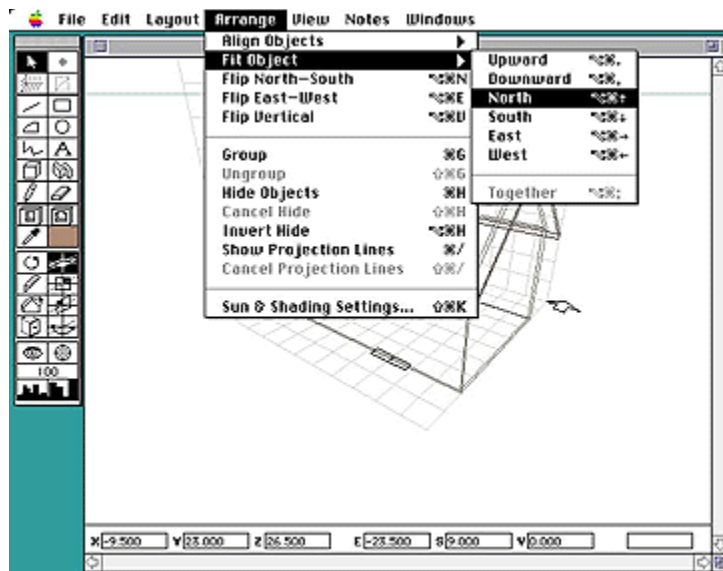 File Edit Layout Arrange View Notes Windows
Align Objects
Fit Object
Flip North-South ⌥⌘N
Flip East-West ⌥⌘E
Flip Vertical ⌥⌘V
Group ⌘G
Ungroup ⇧⌘G
Hide Objects ⌘H
Cancel Hide ⇧⌘H
Invert Hide ⌥⌘H
Show Projection Lines ⌘/
Cancel Projection Lines ⇧⌘/
Sun & Shading Settings... ⇧⌘K
Upward ⌥⌘,
Downward ⌥⌘.
North ⌥⌘↑
South ⌥⌘↓
East ⌥⌘→
West ⌥⌘←
Together ⌥⌘;
A
100
X -9.500 Y 23.000 Z 26.500 E -23.500 S 9.000 V 0.000